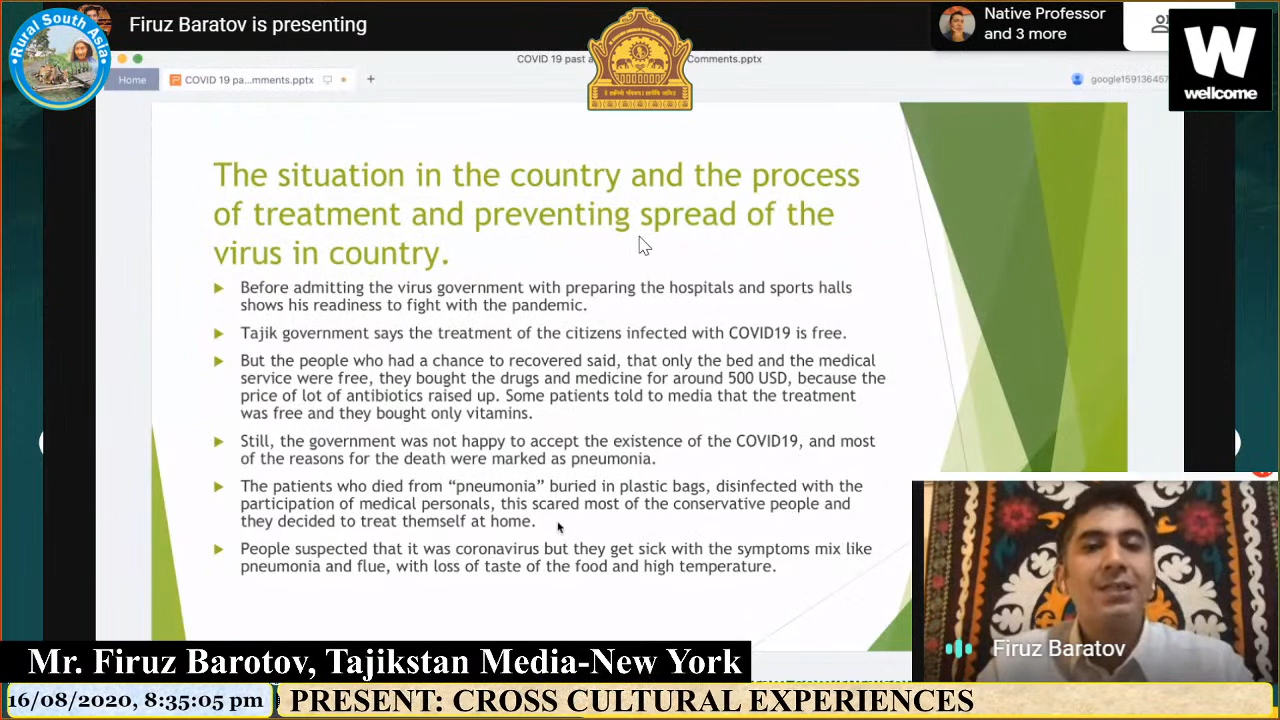 Rural South Asia
Firuz Baratov is presenting
Native Professor
and 3 more
W
wellcome
COVID 19 past a
Comments.pptx
Home
COVID 19 pa...mments.pptx
+
google159136457
The situation in the country and the process
of treatment and preventing spread of the
virus in country.
Before admitting the virus government with preparing the hospitals and sports halls
shows his readiness to fight with the pandemic.
Tajik government says the treatment of the citizens infected with COVID19 is free.
But the people who had a chance to recovered said, that only the bed and the medical
service were free, they bought the drugs and medicine for around 500 USD, because the
price of lot of antibiotics raised up. Some patients told to media that the treatment
was free and they bought only vitamins.
Still, the government was not happy to accept the existence of the COVID19, and most
of the reasons for the death were marked as pneumonia.
The patients who died from “pneumonia” buried in plastic bags, disinfected with the
participation of medical personals, this scared most of the conservative people and
they decided to treat themself at home.
People suspected that it was coronavirus but they get sick with the symptoms mix like
pneumonia and flue, with loss of taste of the food and high temperature.
Firuz Baratov
Mr. Firuz Barotov, Tajikstan Media-New York
16/08/2020, 8:35:05 pm
PRESENT: CROSS CULTURAL EXPERIENCES